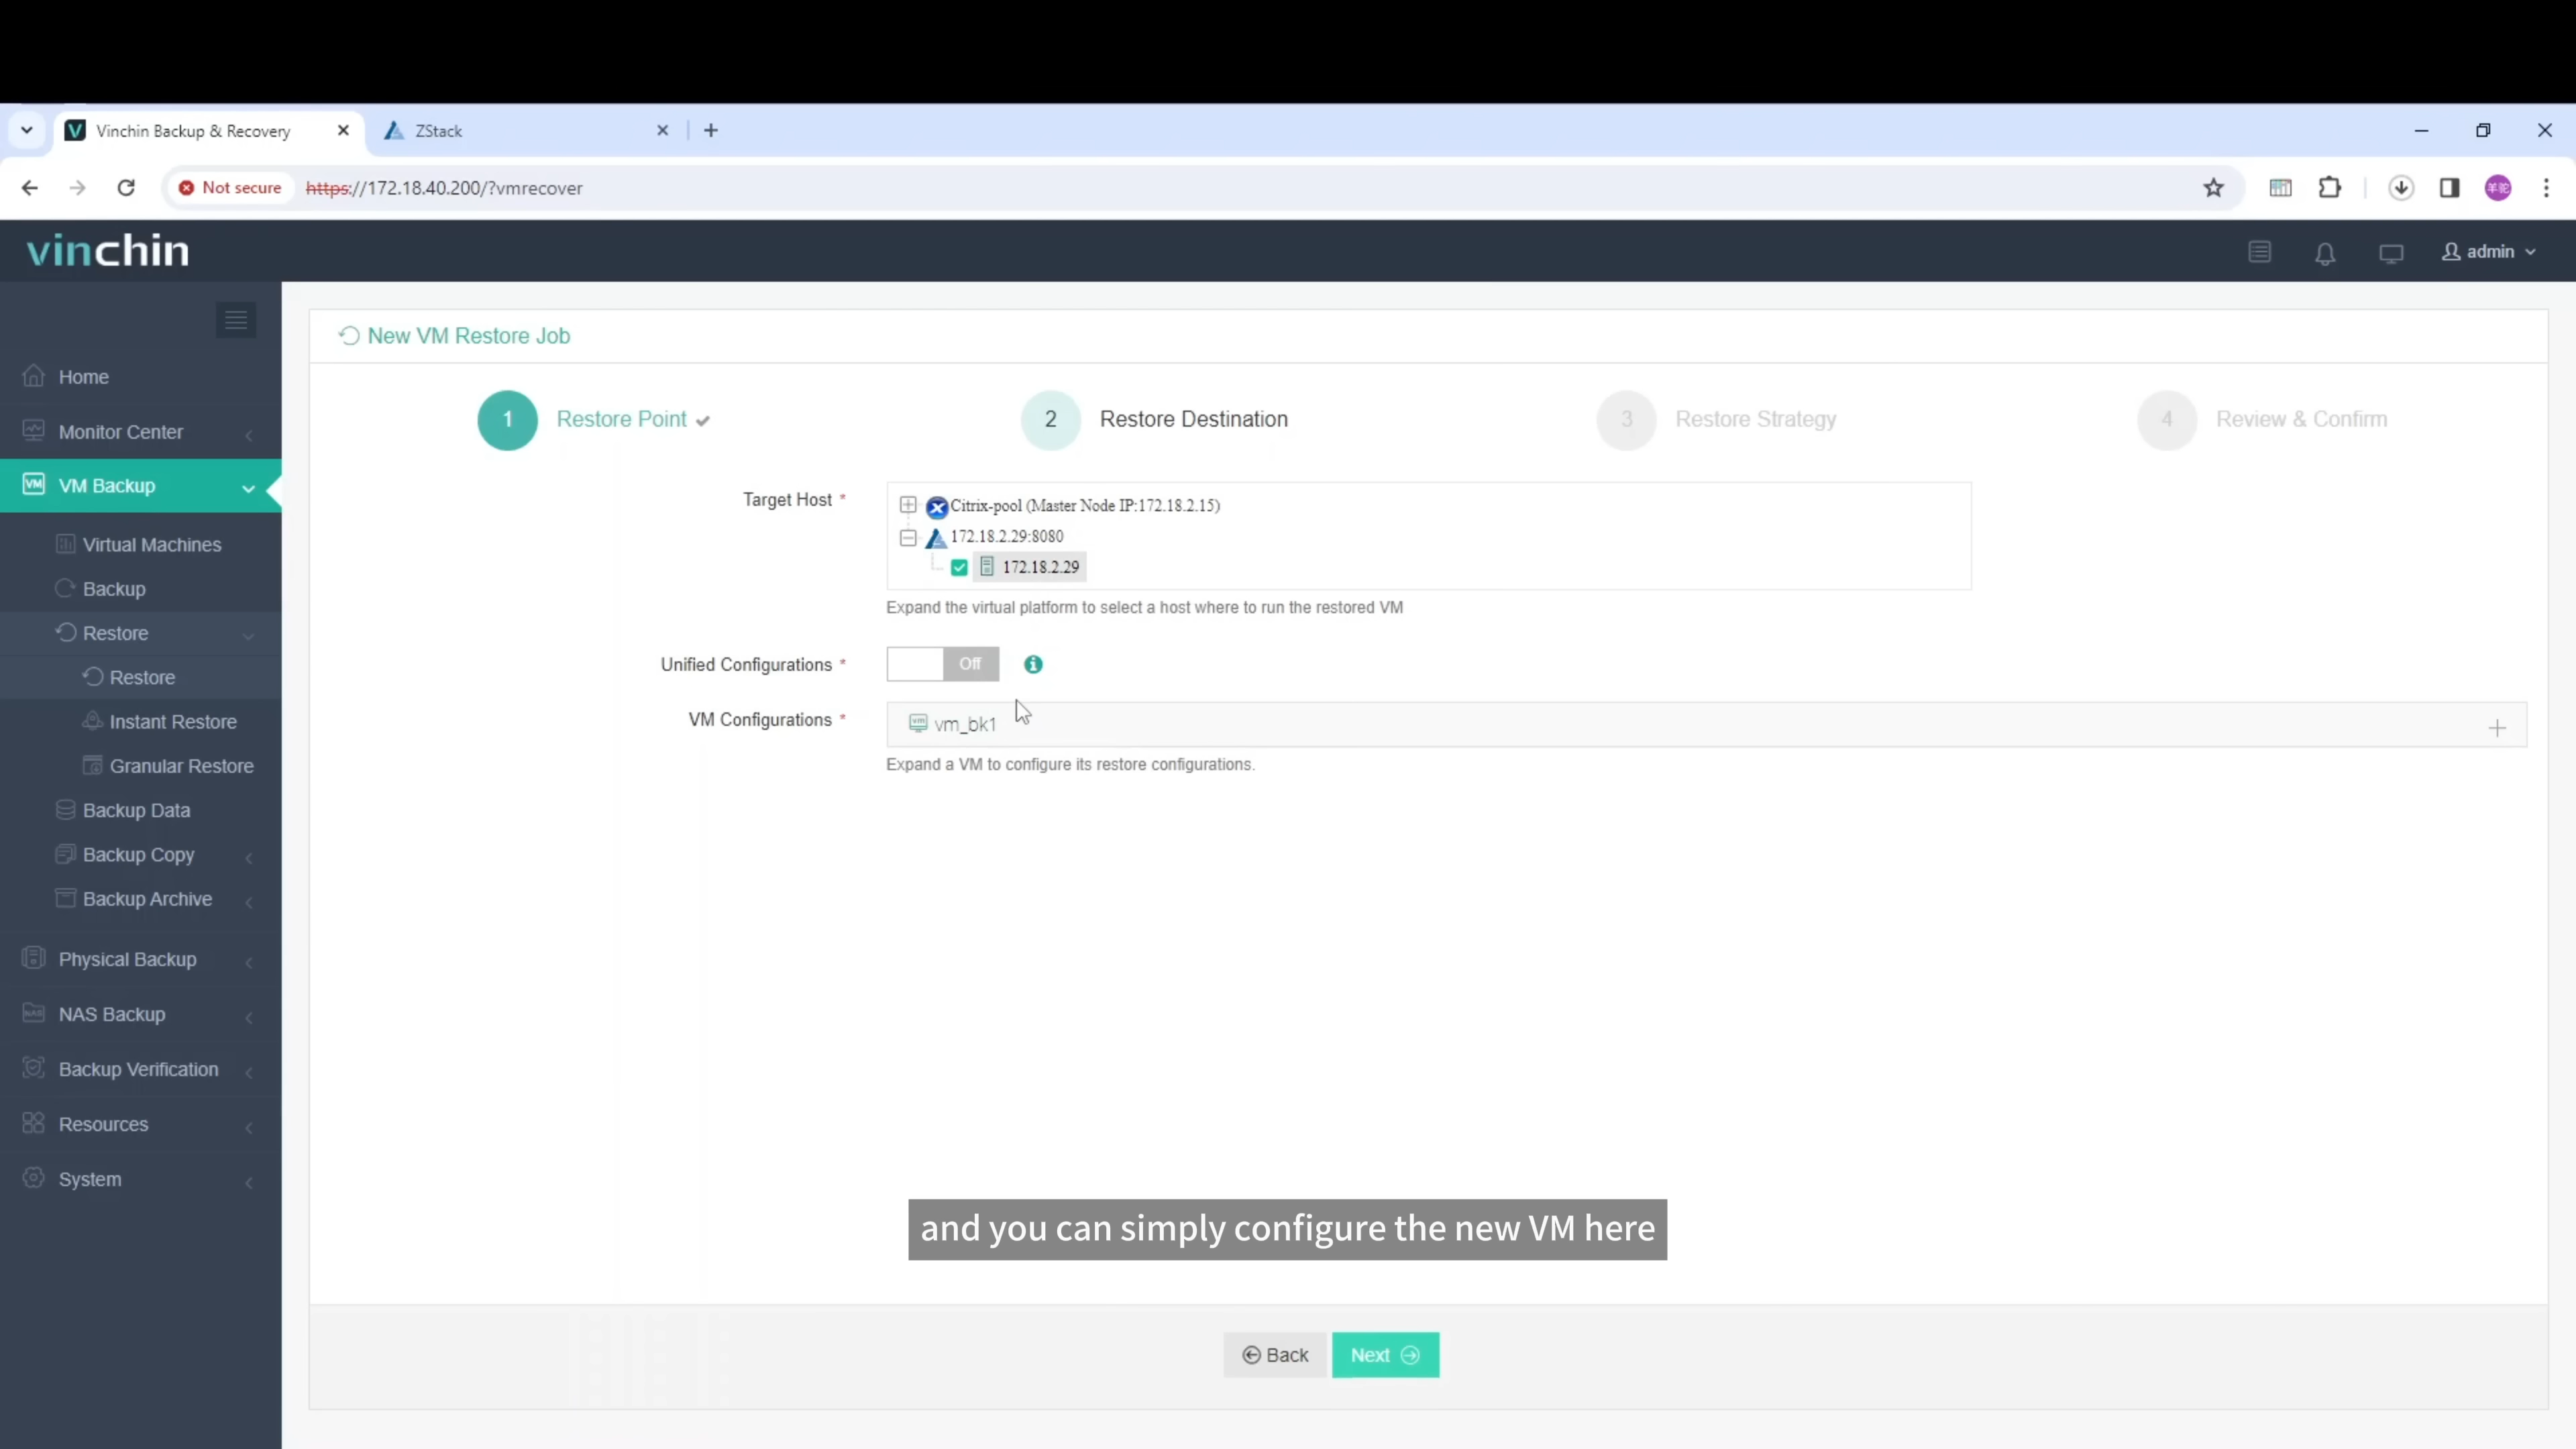 Vinchin Backup & Recovery
ZStack
Not secure
https://172.18.40.200/?vmrecover
羊驼
vinchin
admin
New VM Restore Job
Home
Monitor Center
VM Backup
Virtual Machines
Backup
Restore
Restore
Instant Restore
Granular Restore
Backup Data
Backup Copy
Backup Archive
Physical Backup
NAS Backup
Backup Verification
Resources
System
1 Restore Point
2 Restore Destination
3 Restore Strategy
4 Review & Confirm
Target Host *
Citrix-pool (Master Node IP:172.18.2.15)
172.18.2.29:8080
172.18.2.29
Expand the virtual platform to select a host where to run the restored VM
Unified Configurations *
Off
VM Configurations *
vm_bk1
Expand a VM to configure its restore configurations.
and you can simply configure the new VM here
Back
Next